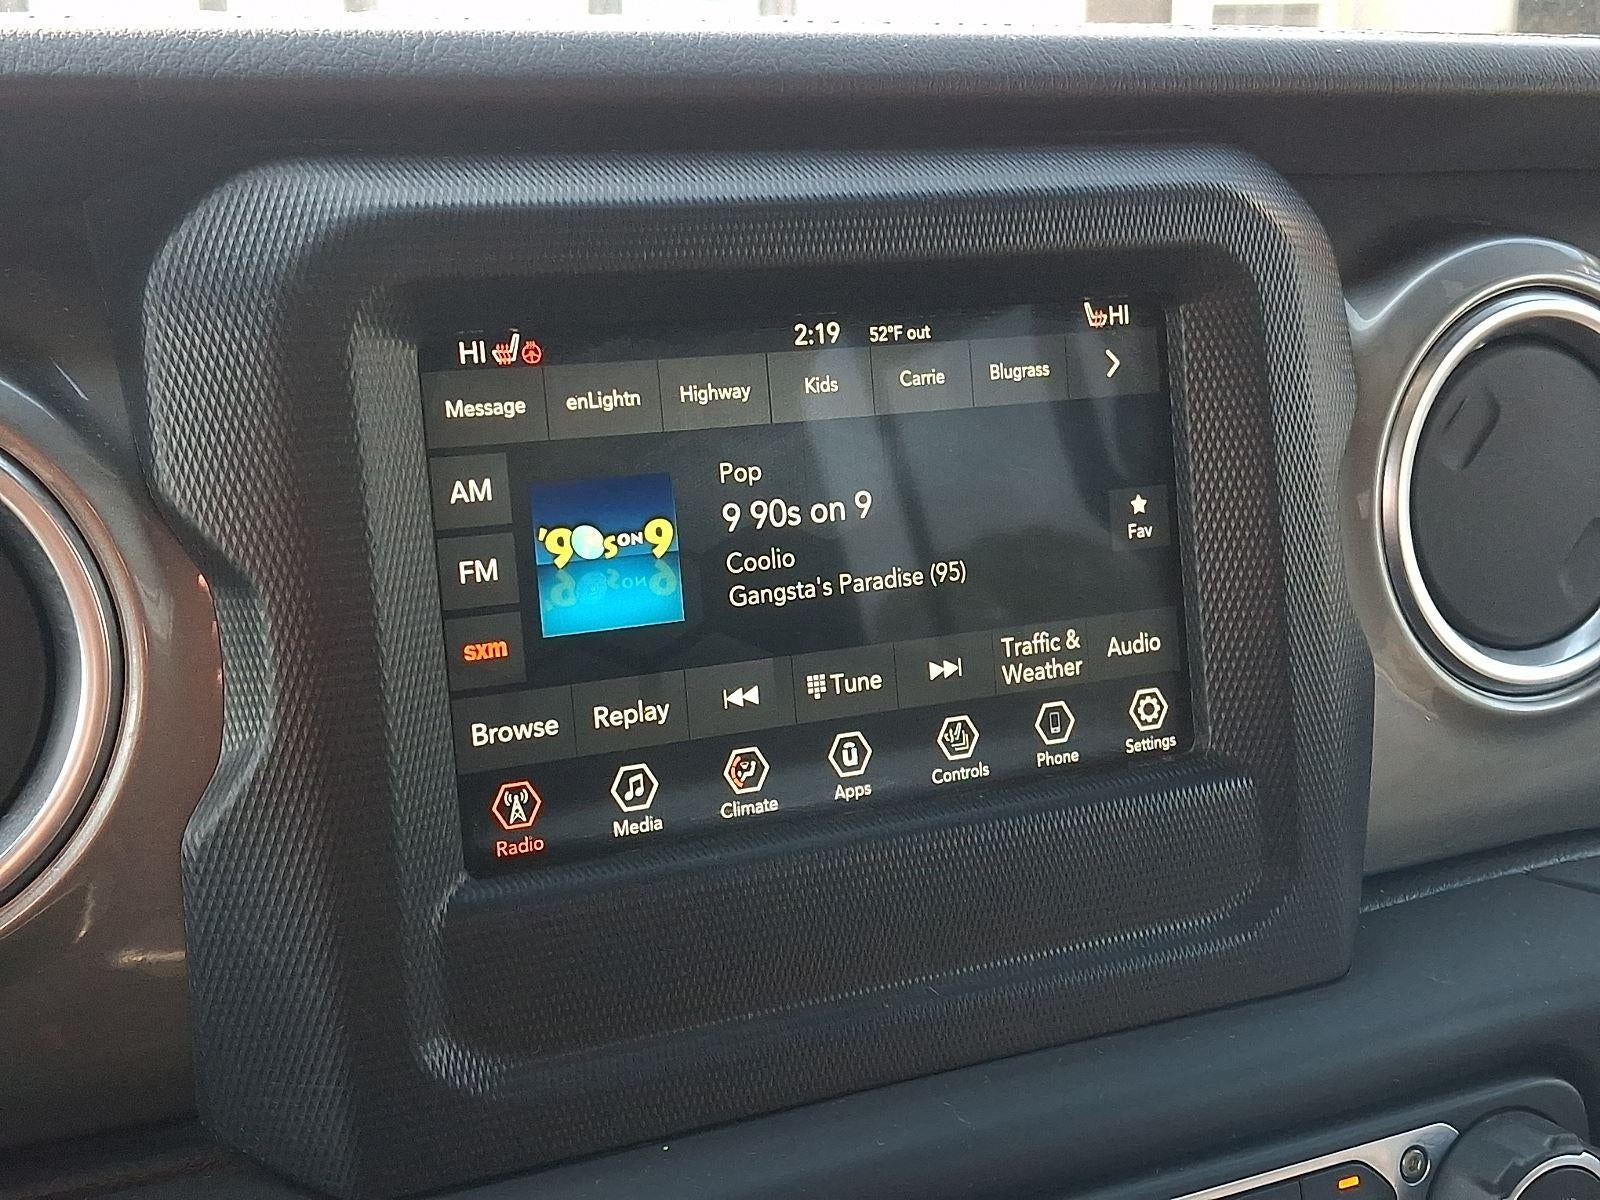 HI
2:19
52°F out
HI
Message
enLightn
Highway
Kids
Carrie
Blugrass
AM
FM
sxm
'90s ON 9
Pop
9 90s on 9
Coolio
Gangsta's Paradise (95)
Fav
Browse
Replay
Tune
Traffic &
Weather
Audio
Radio
Media
Climate
Apps
Controls
Phone
Settings